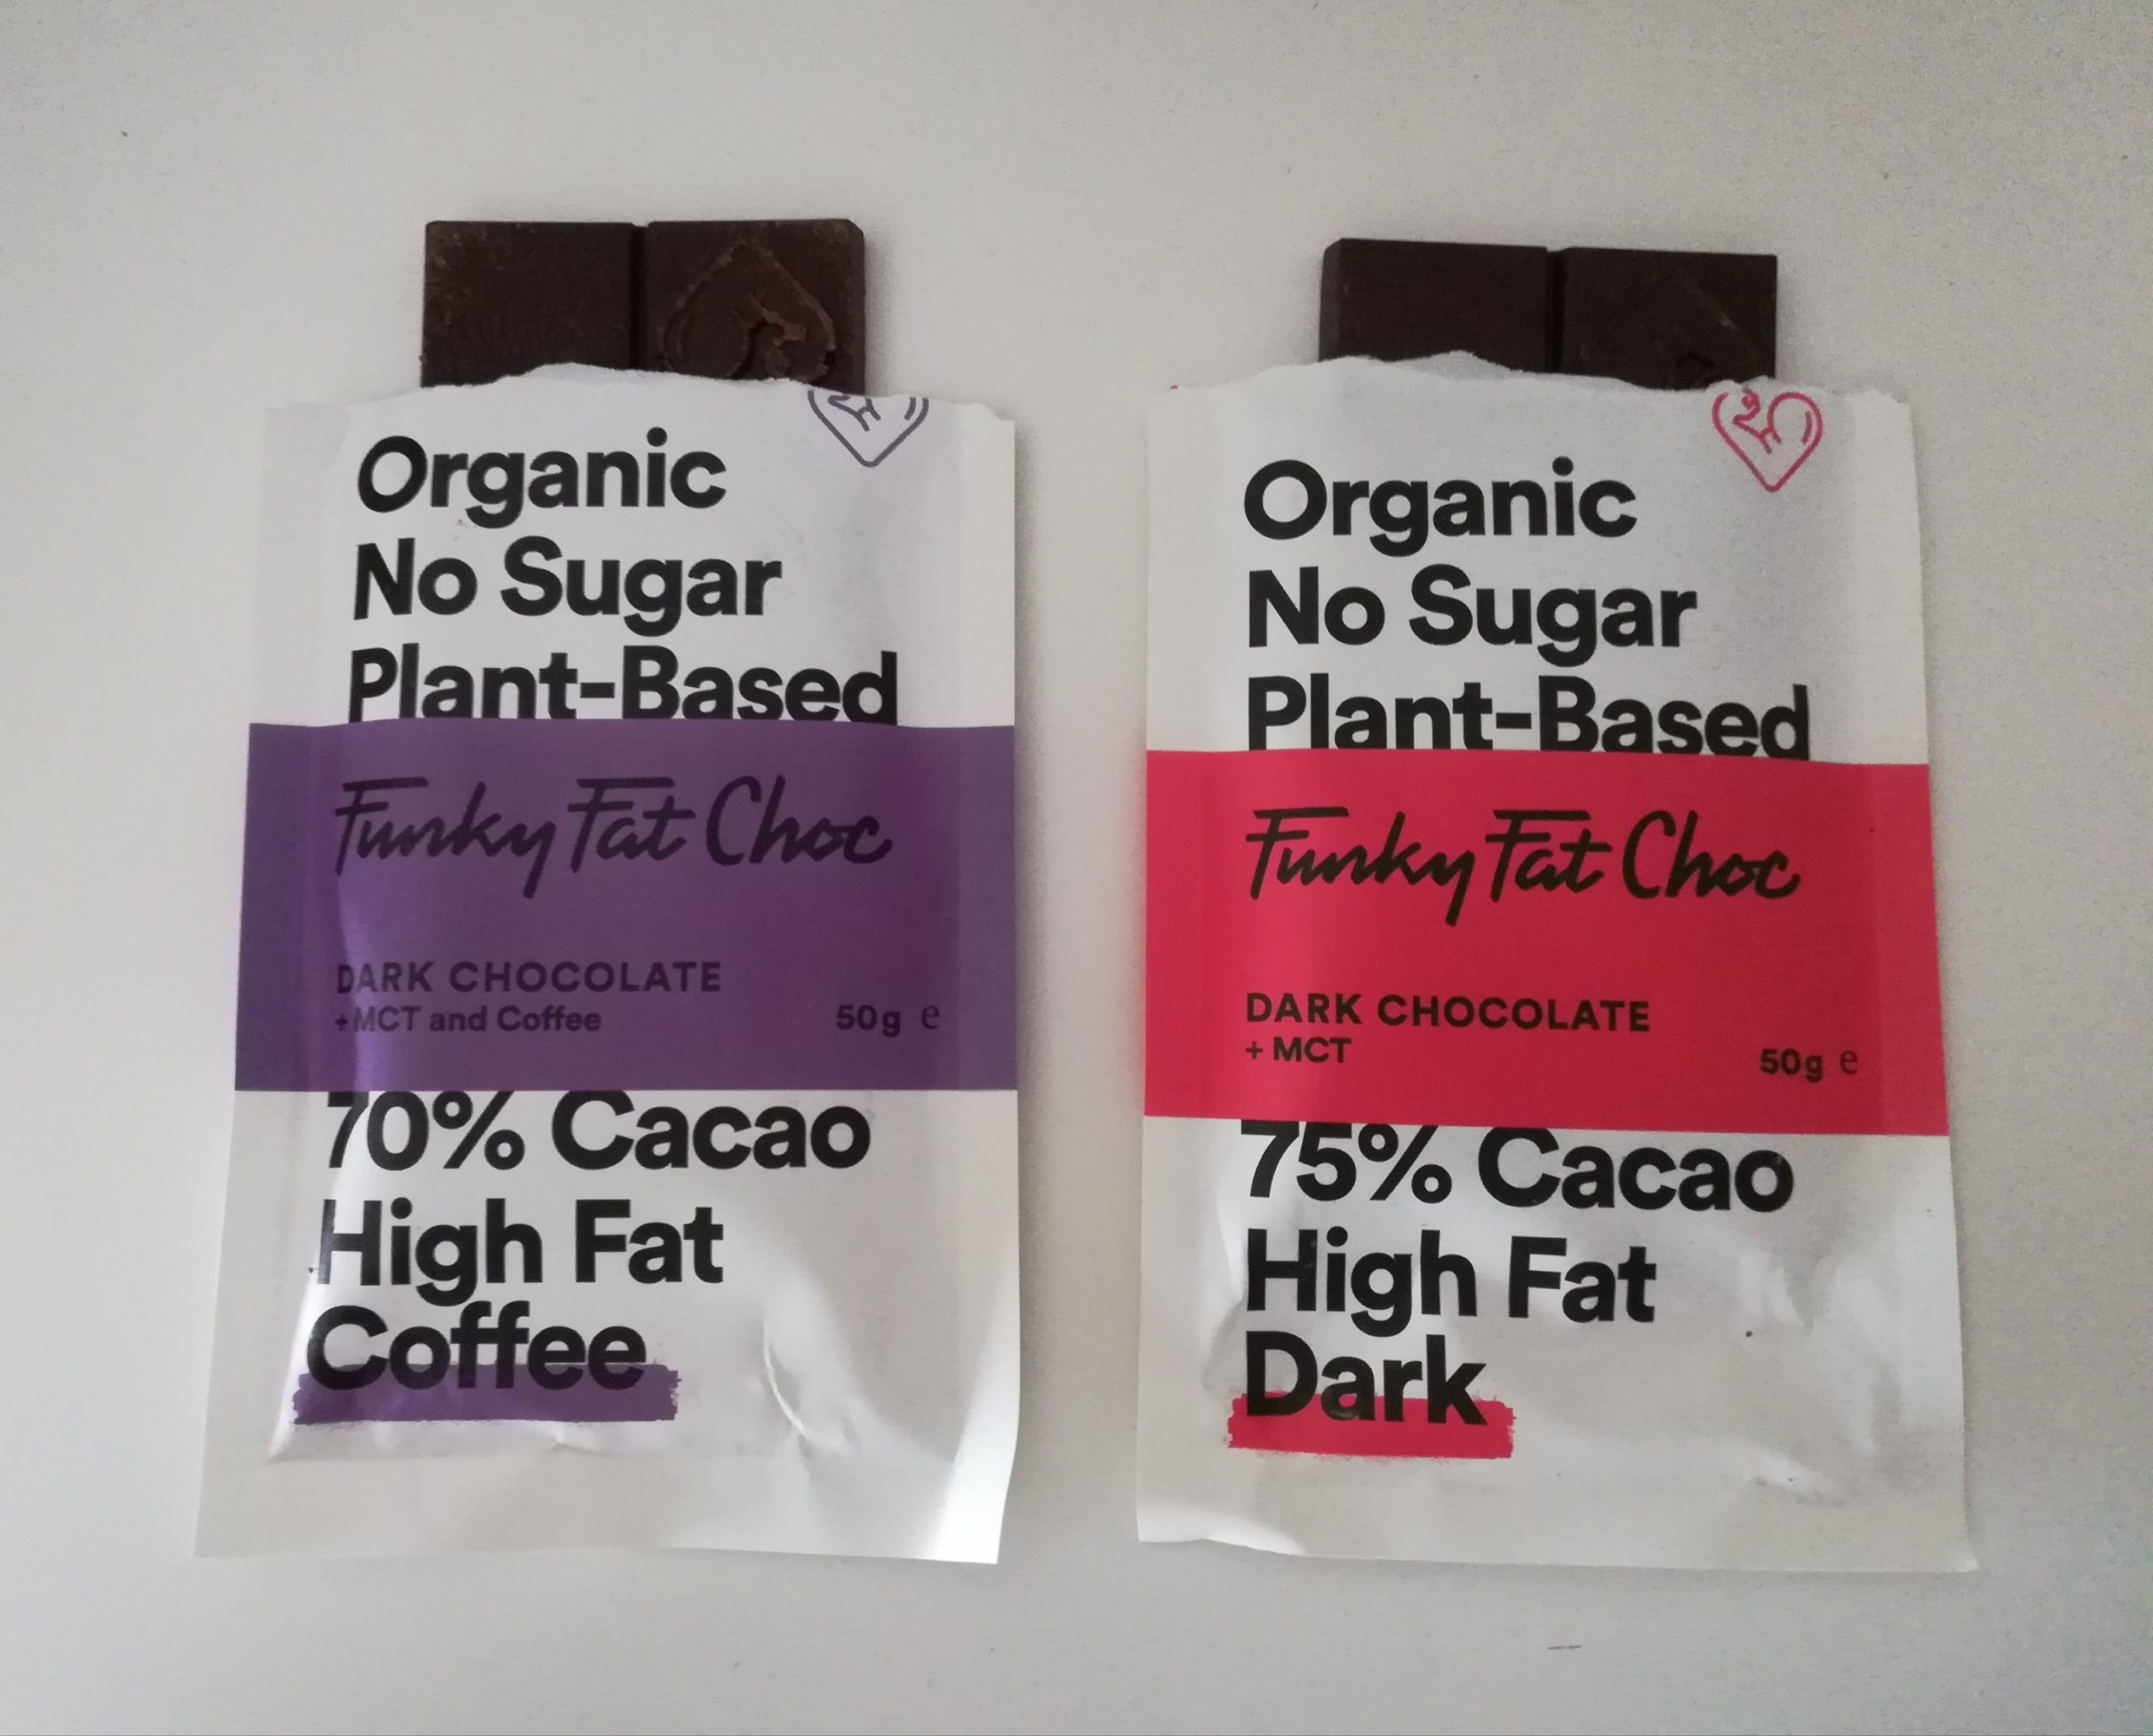 Organic
No Sugar
Plant-Based
Funky Fat Choc
DARK CHOCOLATE
+MCT and Coffee
50g e
70% Cacao
High Fat
Coffee
Organic
No Sugar
Plant-Based
Funky Fat Choc
DARK CHOCOLATE
+ MCT
50g e
75% Cacao
High Fat
Dark